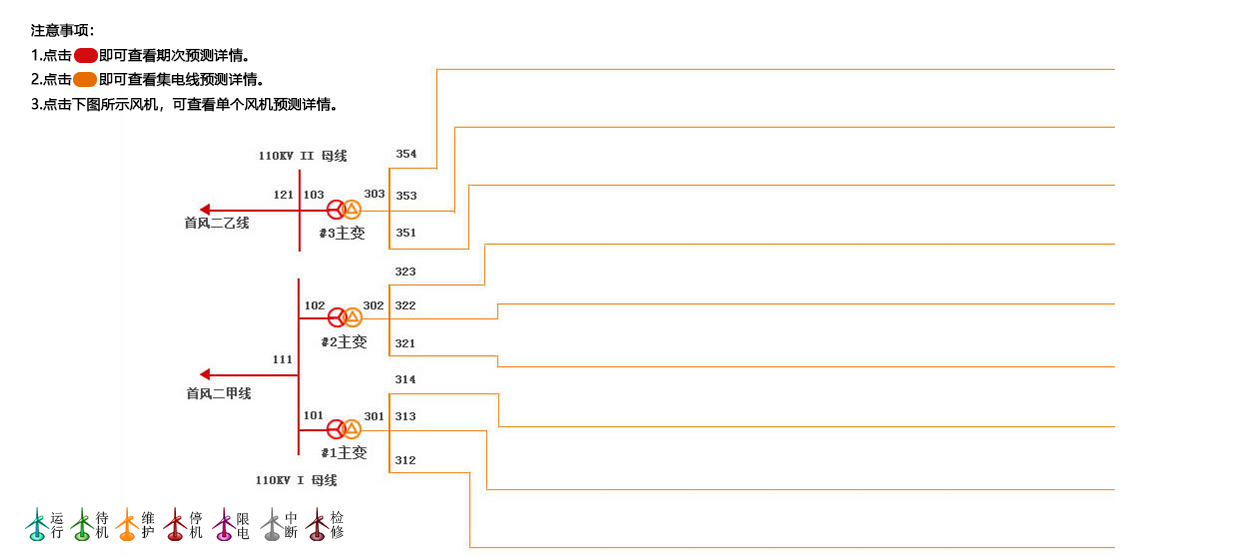 注意事项：
1.点击 即可查看期次预测详情。
2.点击 即可查看集电线预测详情。
3.点击下图所示风机，可查看单个风机预测详情。
110KV II 母线
354
121 103 303 353
首风二乙线
#3主变
351
323
102 302 322
#2主变
321
111
314
首风二甲线
101 301 313
#1主变
312
110KV I 母线
运行 待机 维护 停机 限电 中断 检修